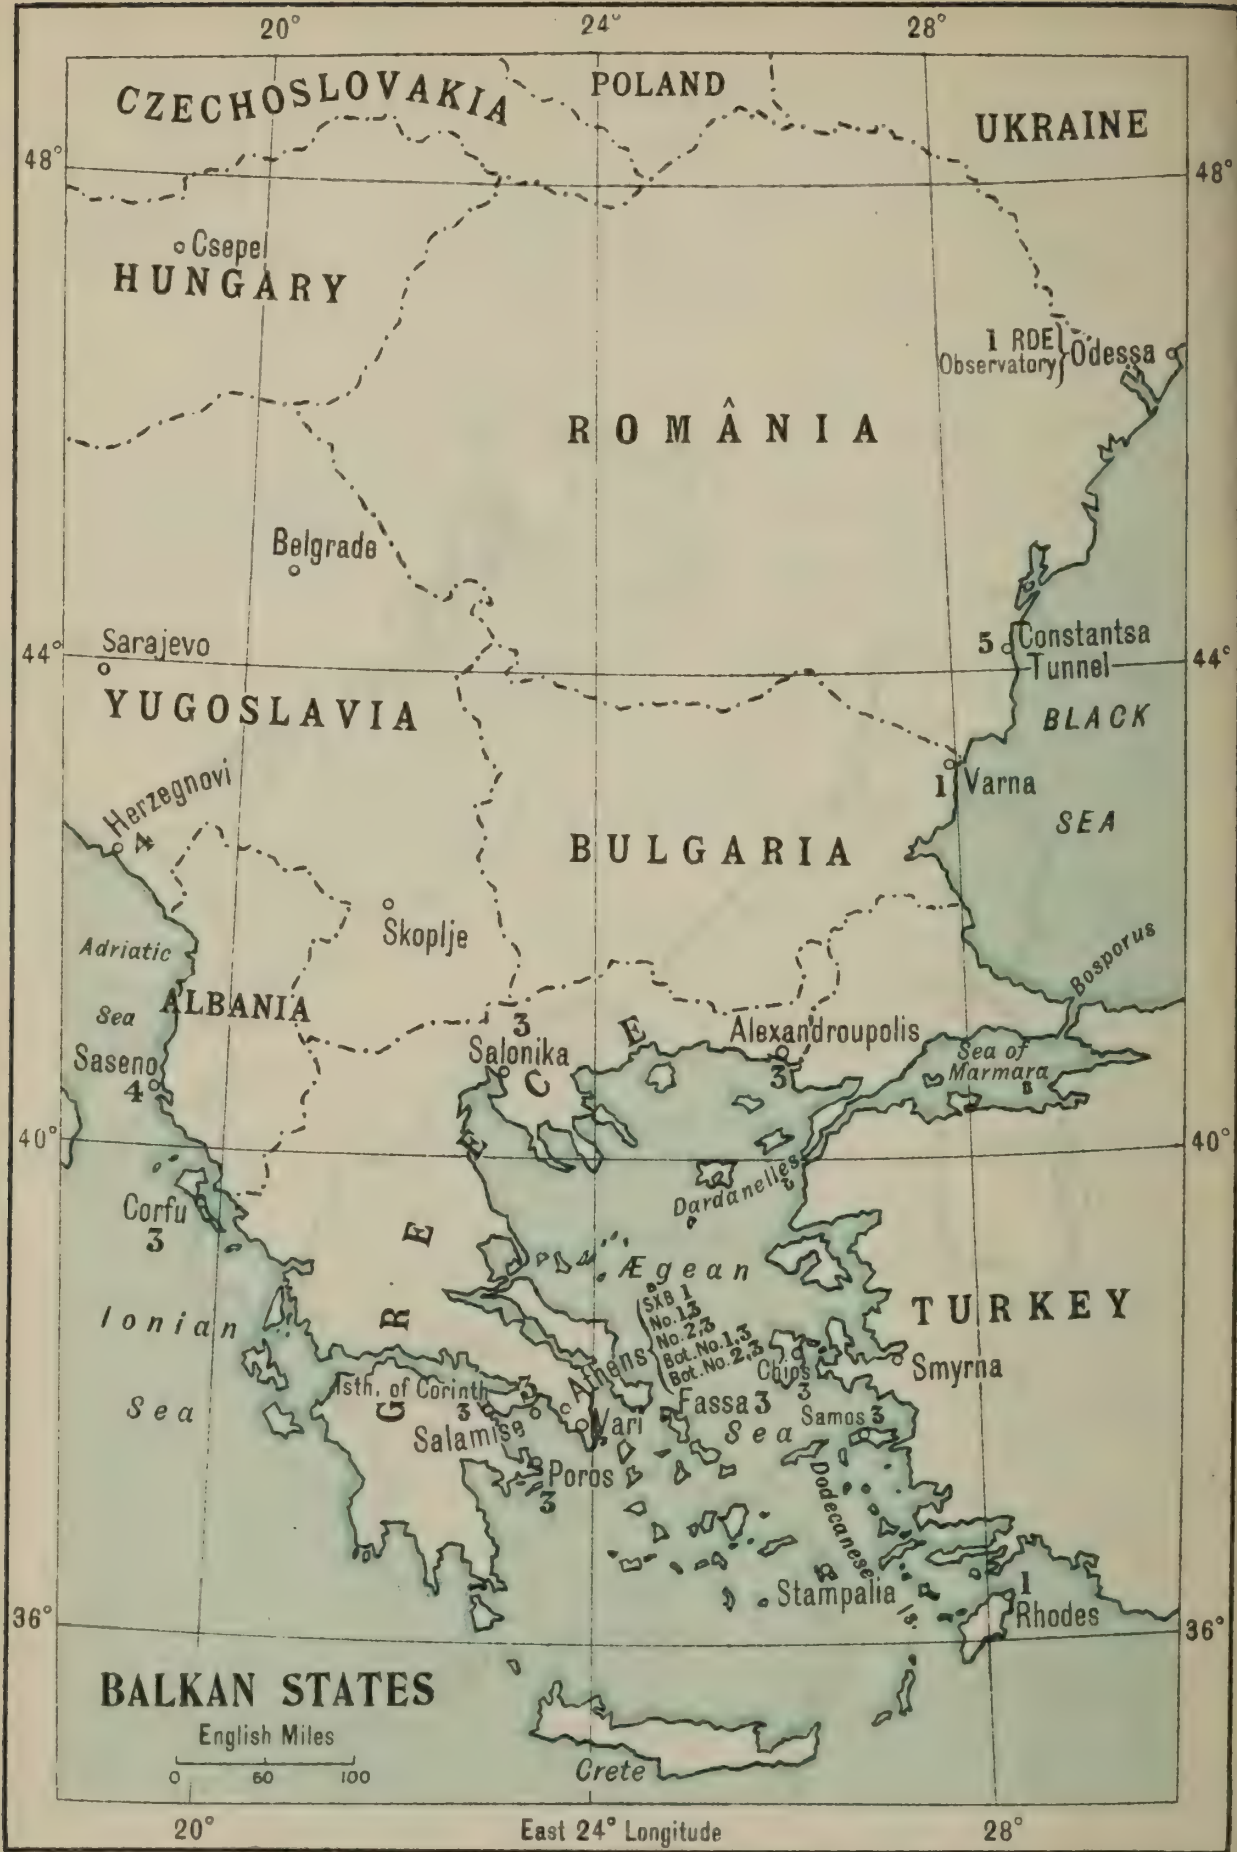 20° 24° 28°
CZECHOSLOVAKIA
POLAND
UKRAINE
48° 48°
Csepel
HUNGARY
1 RDE
Observatory
Odessa
ROMÂNIA
Belgrade
Sarajevo
5 Constantsa
Tunnel
44° 44°
YUGOSLAVIA
BLACK
1 Varna
Herzegnovi
4
SEA
BULGARIA
Skoplje
Adriatic
Sea
Bosporus
ALBANIA
3
Salonika
Alexandroupolis
3
Sea of
Marmara
Saseno
4
40° 40°
Dardanelles
Corfu
3
GREECE
Ægean
Ionian
SXB 1
No.1,3
No.2,3
Bot.No.1,3
Bot.No.2,3
Athens
TURKEY
Chios
3
Smyrna
Isth. of Corinth
3
3
Fassa 3
Sea
Samos 3
Sea
Salamis
Vari
Poros
3
Dodecanese Is.
Stampalia
1
Rhodes
36° 36°
BALKAN STATES
English Miles
0 50 100
Crete
20° East 24° Longitude 28°